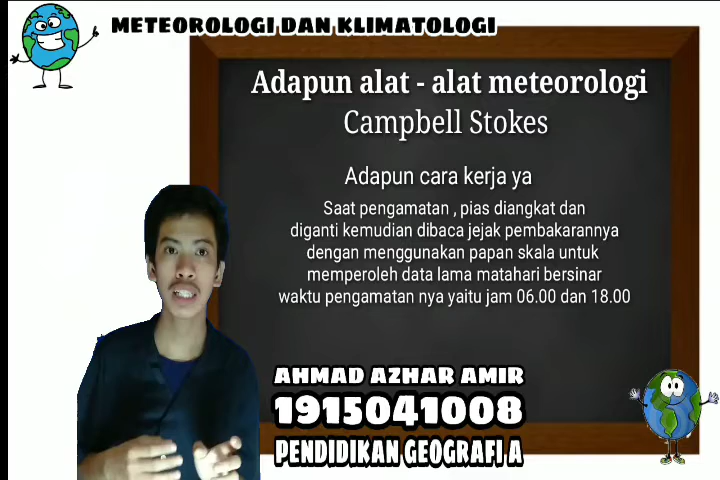 METEOROLOGI DAN KLIMATOLOGI
Adapun alat - alat meteorologi
Campbell Stokes
Adapun cara kerja ya
Saat pengamatan , pias diangkat dan
diganti kemudian dibaca jejak pembakarannya
dengan menggunakan papan skala untuk
memperoleh data lama matahari bersinar
waktu pengamatan nya yaitu jam 06.00 dan 18.00
AHMAD AZHAR AMIR
1915041008
PENDIDIKAN GEOGRAFI A